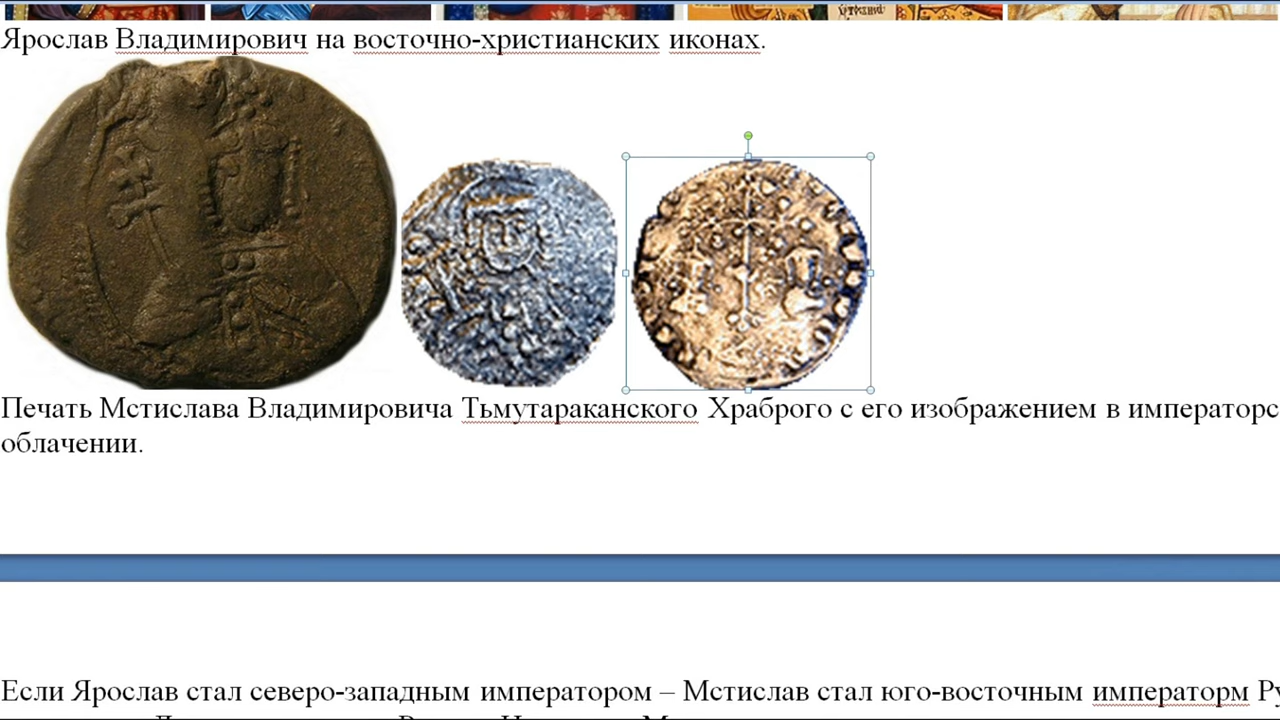 Ярослав Владимирович на восточно-христианских иконах.
Печать Мстислава Владимировича Тьмутараканского Храброго с его изображением в императорс
облачении.
Если Ярослав стал северо-западным императором – Мстислав стал юго-восточным императорм Ру